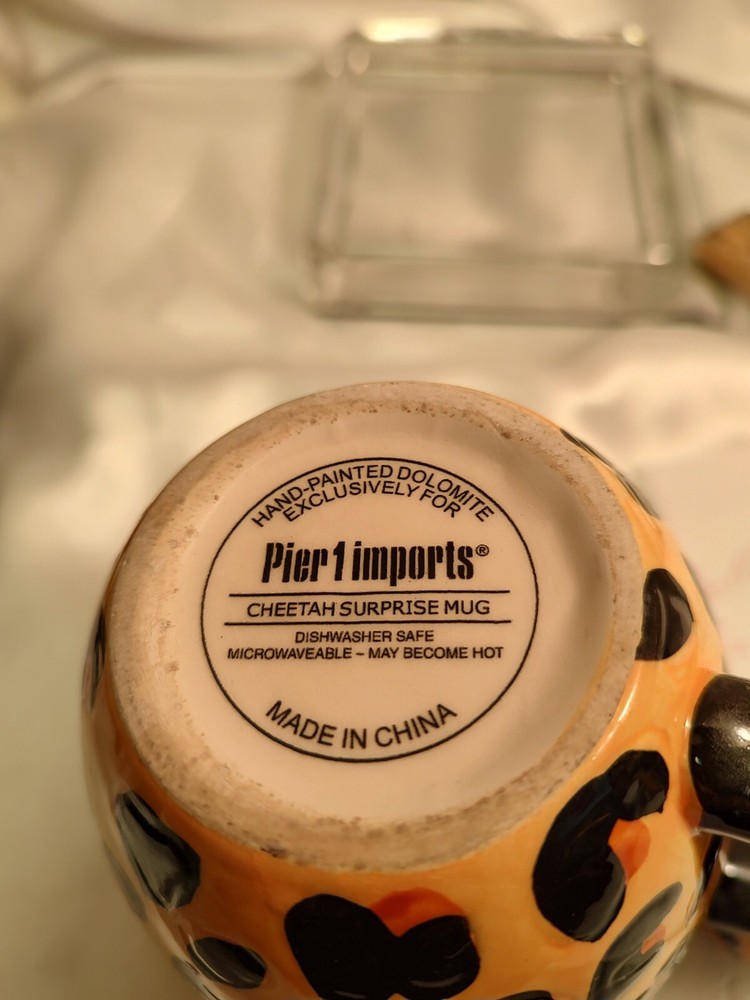 HAND-PAINTED DOLOMITE
EXCLUSIVELY FOR
Pier 1 imports®
CHEETAH SURPRISE MUG
DISHWASHER SAFE
MICROWAVEABLE – MAY BECOME HOT
MADE IN CHINA